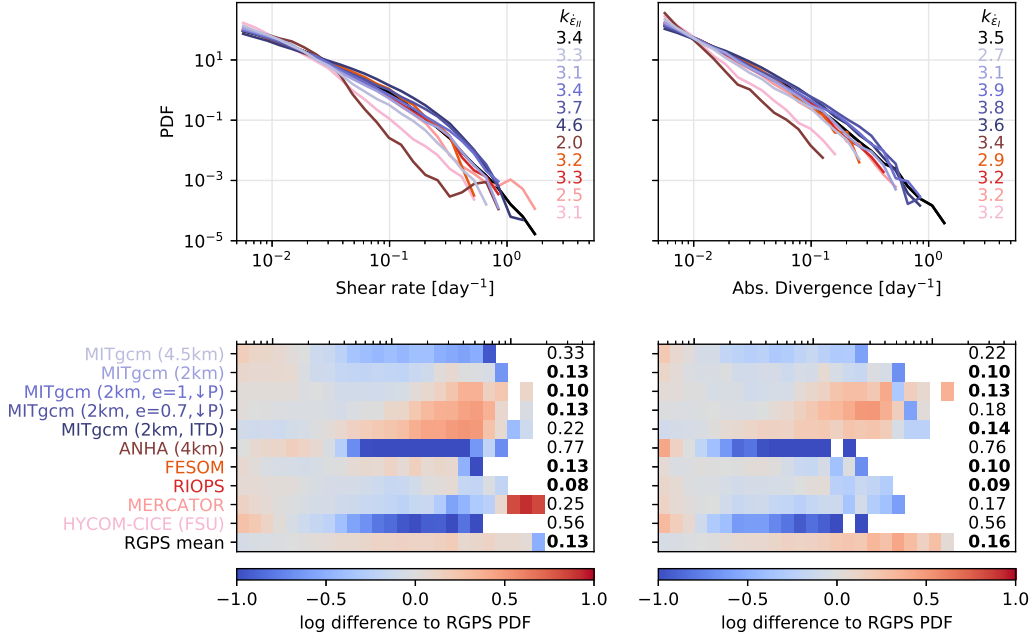 PDF
10^1
10^-1
10^-3
10^-5
k_ε̇II
3.4
3.3
3.1
3.4
3.7
4.6
2.0
3.2
3.3
2.5
3.1
10^-2
10^-1
10^0
Shear rate [day^-1]
k_ε̇I
3.5
2.7
3.1
3.9
3.8
3.6
3.4
2.9
3.2
3.2
3.2
10^-2
10^-1
10^0
Abs. Divergence [day^-1]
MITgcm (4.5km) 0.33 0.22
MITgcm (2km) 0.13 0.10
MITgcm (2km, e=1,↓P) 0.10 0.13
MITgcm (2km, e=0.7,↓P) 0.13 0.18
MITgcm (2km, ITD) 0.22 0.14
ANHA (4km) 0.77 0.76
FESOM 0.13 0.10
RIOPS 0.08 0.09
MERCATOR 0.25 0.17
HYCOM-CICE (FSU) 0.56 0.56
RGPS mean 0.13 0.16
−1.0 −0.5 0.0 0.5 1.0
log difference to RGPS PDF
−1.0 −0.5 0.0 0.5 1.0
log difference to RGPS PDF